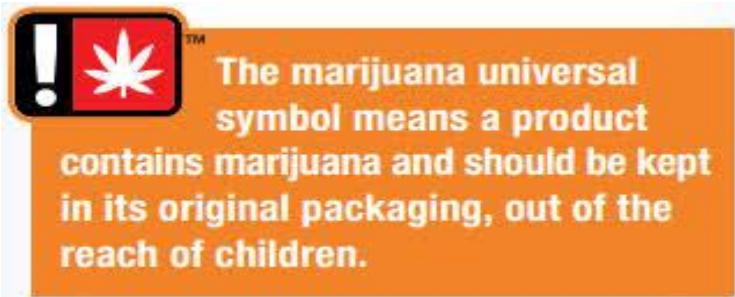 !
TM
The marijuana universal
symbol means a product
contains marijuana and should be kept
in its original packaging, out of the
reach of children.